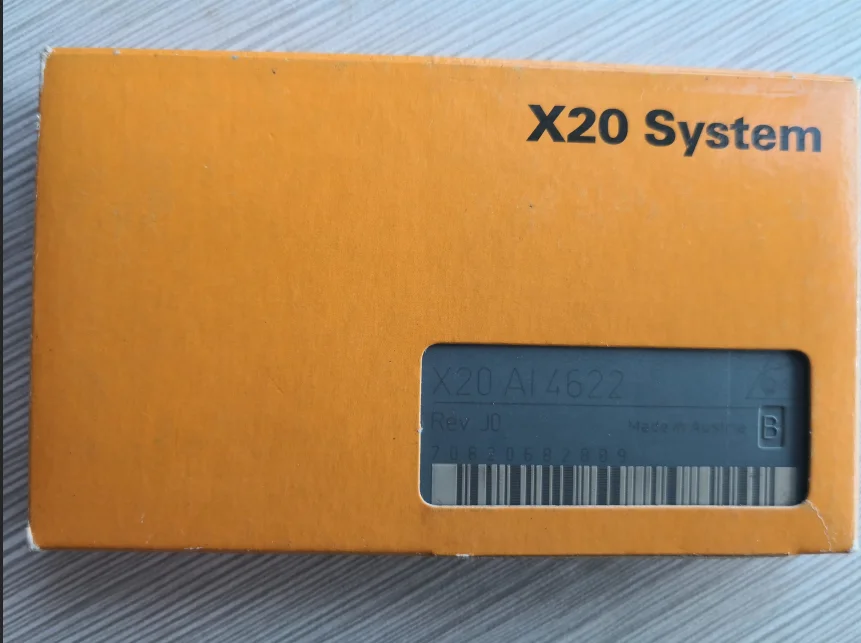 X20 System
X20 AI 4622
Rev. J0
Made in Austria
B